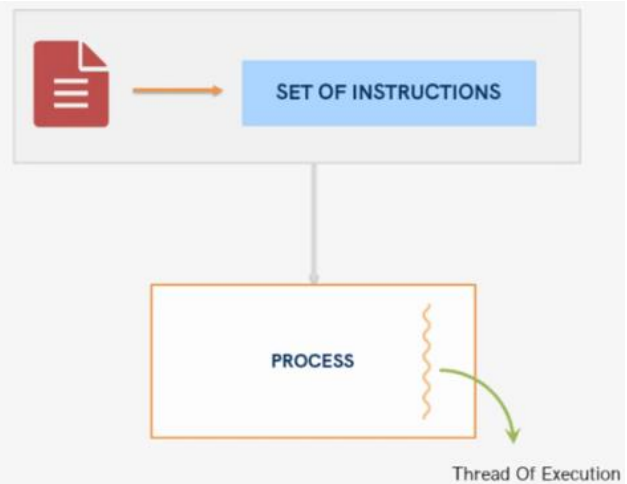 SET OF INSTRUCTIONS
PROCESS
Thread Of Execution